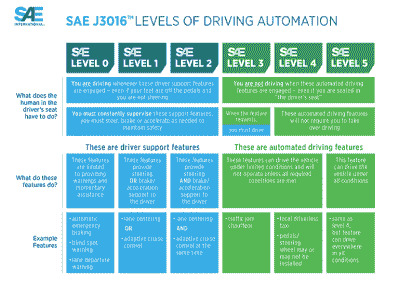 SAE
INTERNATIONAL
SAE J3016™ LEVELS OF DRIVING AUTOMATION
SAE
LEVEL 0
SAE
LEVEL 1
SAE
LEVEL 2
SAE
LEVEL 3
SAE
LEVEL 4
SAE
LEVEL 5
What does the
human in the
driver's seat
have to do?
You are driving whenever these driver support features
are engaged – even if your feet are off the pedals and
you are not steering
You are not driving when these automated driving
features are engaged – even if you are seated in
"the driver's seat"
You must constantly supervise these support features;
you must steer, brake or accelerate as needed to
maintain safety
When the feature
requests,
you must drive
These automated driving features
will not require you to take
over driving
These are driver support features
These are automated driving features
What do these
features do?
These features
are limited
to providing
warnings and
momentary
assistance
These features
provide
steering
OR brake/
acceleration
support to
the driver
These features
provide
steering
AND brake/
acceleration
support to
the driver
These features can drive the vehicle
under limited conditions and will
not operate unless all required
conditions are met
This feature
can drive the
vehicle under
all conditions
Example
Features
•automatic
emergency
braking
•blind spot
warning
•lane departure
warning
•lane centering
OR
•adaptive cruise
control
•lane centering
AND
•adaptive cruise
control at the
same time
•traffic jam
chauffeur
•local driverless
taxi
•pedals/
steering
wheel may or
may not be
installed
•same as
level 4,
but feature
can drive
everywhere
in all
conditions